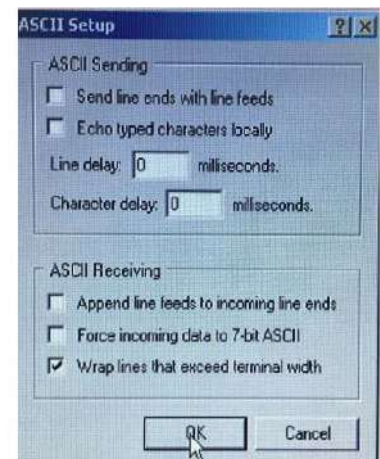 ASCII Setup
ASCII Sending
Send line ends with line feeds
Echo typed characters locally
Line delay: 0 milliseconds.
Character delay: 0 milliseconds.
ASCII Receiving
Append line feeds to incoming line ends
Force incoming data to 7-bit ASCII
Wrap lines that exceed terminal width
OK Cancel